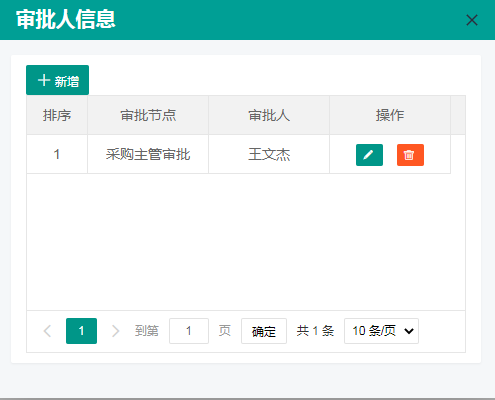 审批人信息
新增
排序 审批节点 审批人 操作
1 采购主管审批 王文杰
1 到第 1 页 确定 共 1 条 10 条/页